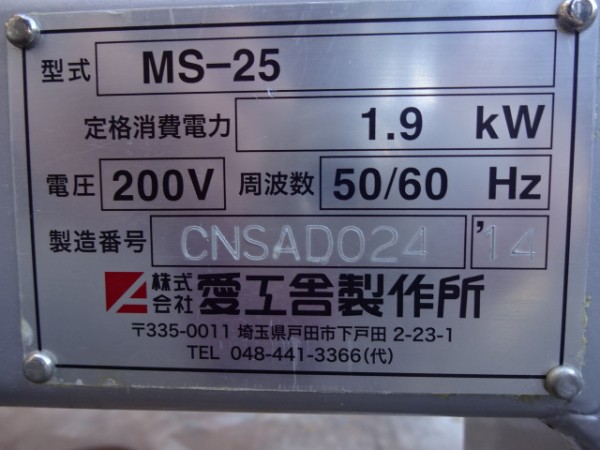 型式 MS-25
定格消費電力 1.9 kW
電圧 200V 周波数 50/60 Hz
製造番号 CNSAD024 '14
株式会社 愛工舎製作所
〒335-0011 埼玉県戸田市下戸田 2-23-1
TEL 048-441-3366(代)